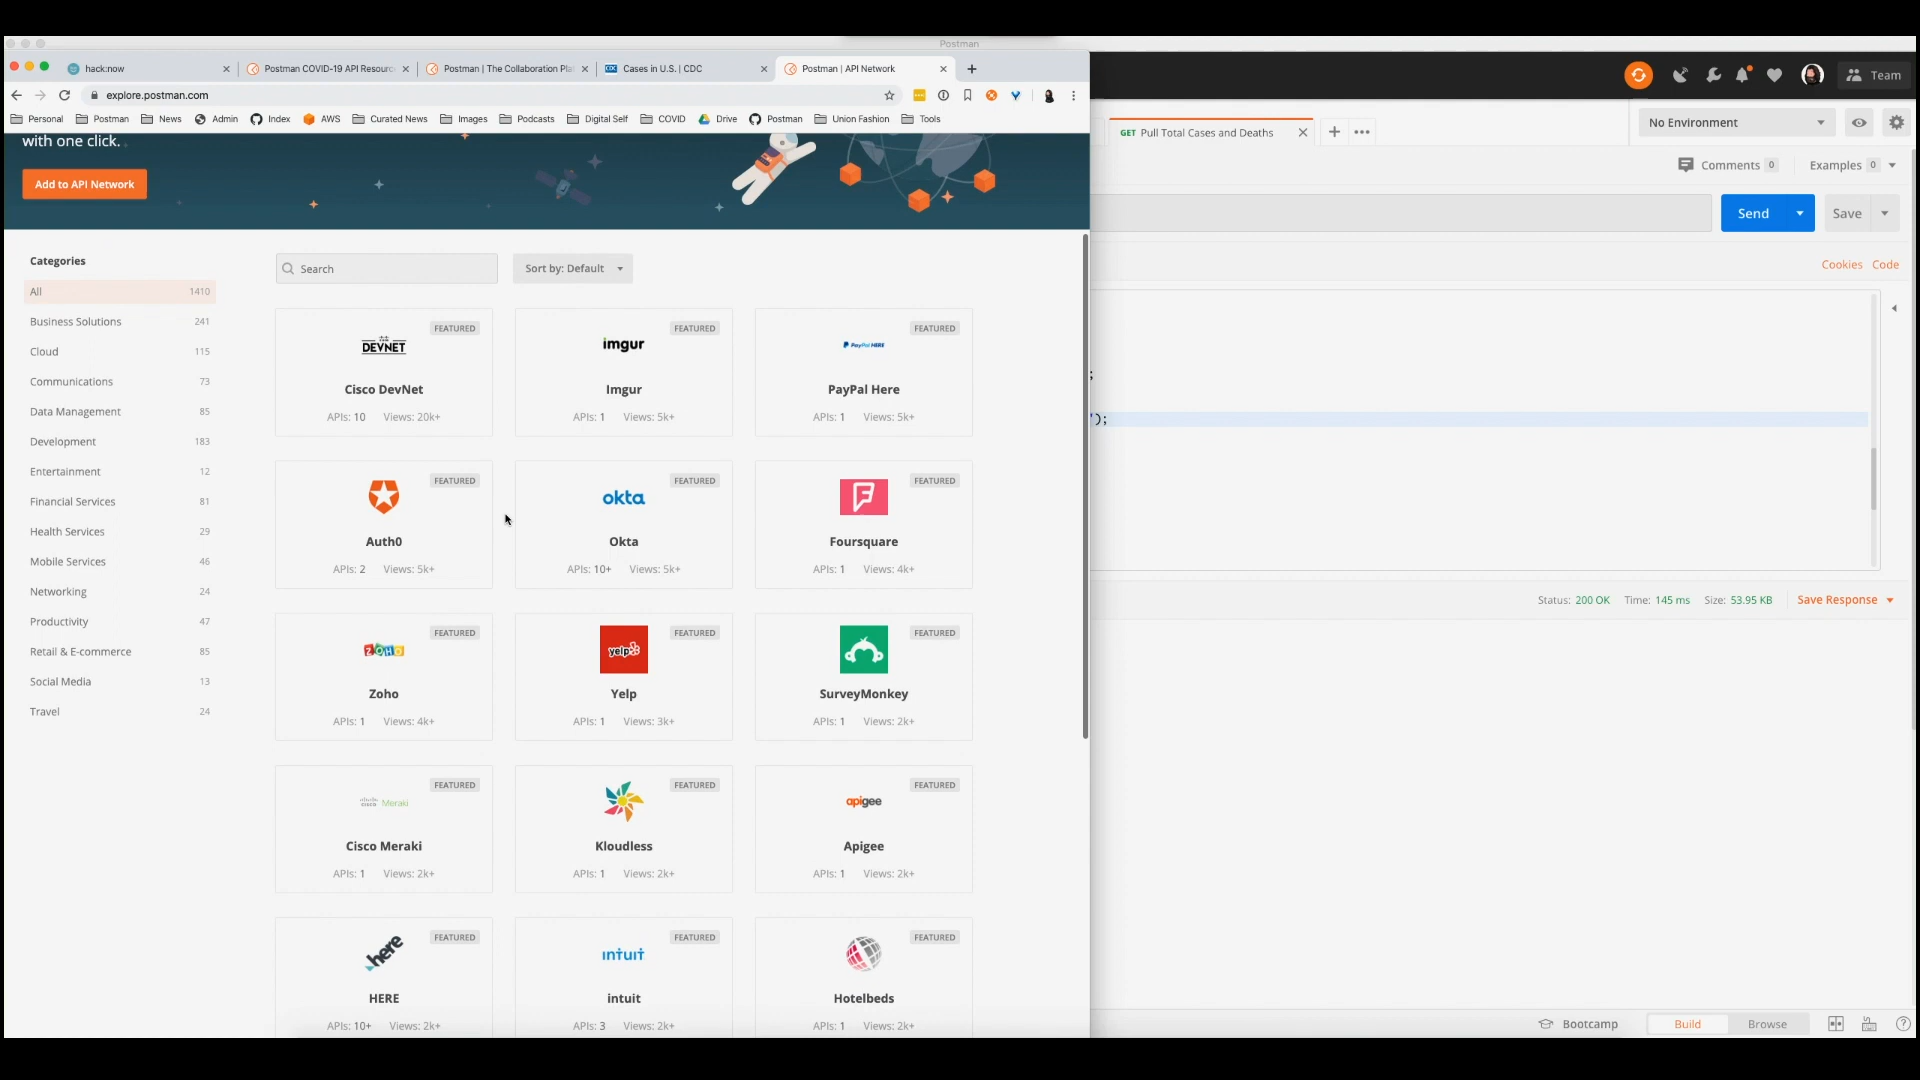 Postman
hack:now
Postman COVID-19 API Resourc
Postman | The Collaboration Pla
Cases in U.S. | CDC
Postman | API Network
explore.postman.com
Personal
Postman
News
Admin
Index
AWS
Curated News
Images
Podcasts
Digital Self
COVID
Drive
Postman
Union Fashion
Tools
with one click.
Add to API Network
Categories
All 1410
Business Solutions 241
Cloud 115
Communications 73
Data Management 85
Development 183
Entertainment 12
Financial Services 81
Health Services 29
Mobile Services 46
Networking 24
Productivity 47
Retail & E-commerce 85
Social Media 13
Travel 24
Search
Sort by: Default
FEATURED
DEVNET
Cisco DevNet
APIs: 10 Views: 20k+
FEATURED
imgur
Imgur
APIs: 1 Views: 5k+
FEATURED
PayPal HERE
PayPal Here
APIs: 1 Views: 5k+
FEATURED
Auth0
APIs: 2 Views: 5k+
FEATURED
okta
Okta
APIs: 10+ Views: 5k+
FEATURED
Foursquare
APIs: 1 Views: 4k+
FEATURED
ZOHO
Zoho
APIs: 1 Views: 4k+
FEATURED
yelp
Yelp
APIs: 1 Views: 3k+
FEATURED
SurveyMonkey
APIs: 1 Views: 2k+
FEATURED
Meraki
Cisco Meraki
APIs: 1 Views: 2k+
FEATURED
Kloudless
APIs: 1 Views: 2k+
FEATURED
apigee
Apigee
APIs: 1 Views: 2k+
FEATURED
here
HERE
APIs: 10+ Views: 2k+
FEATURED
intuit
intuit
APIs: 3 Views: 2k+
FEATURED
Hotelbeds
APIs: 1 Views: 2k+
Team
GET Pull Total Cases and Deaths
No Environment
Comments 0
Examples 0
Send
Save
Cookies Code
;
');
Status: 200 OK Time: 145 ms Size: 53.95 KB Save Response
Bootcamp
Build
Browse